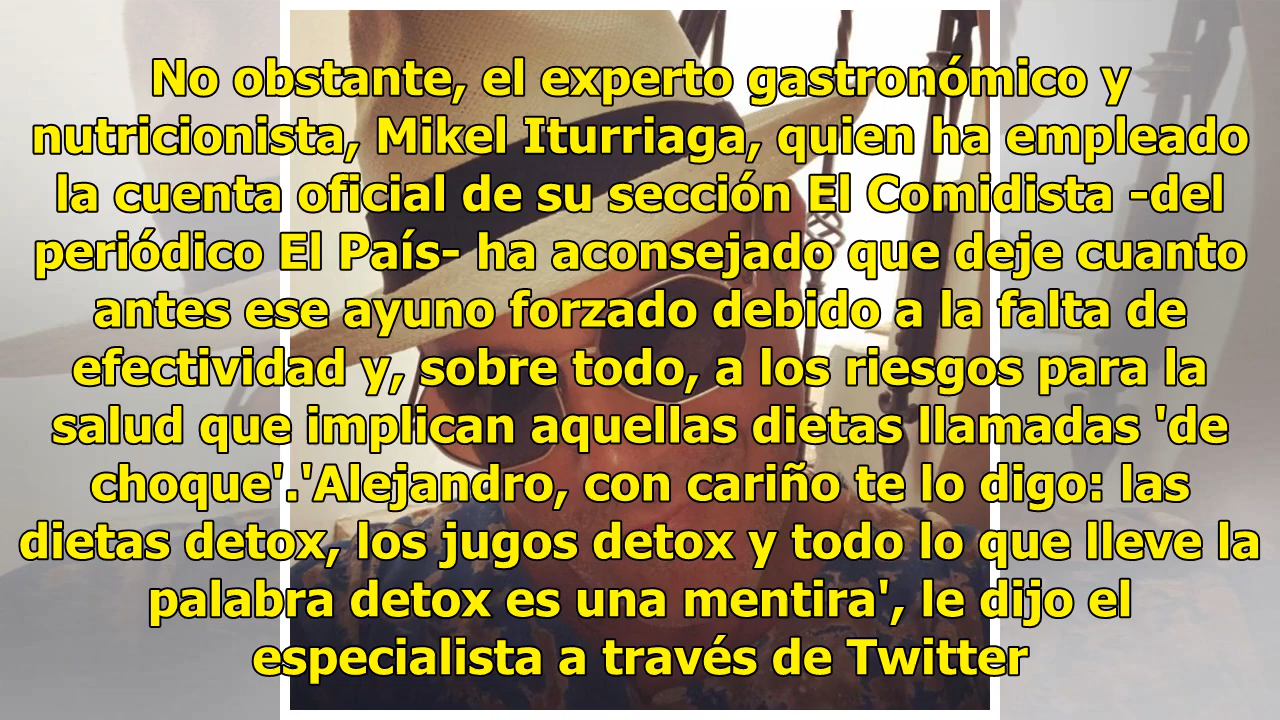 No obstante, el experto gastronómico y
nutricionista, Mikel Iturriaga, quien ha empleado
la cuenta oficial de su sección El Comidista -del
periódico El País- ha aconsejado que deje cuanto
antes ese ayuno forzado debido a la falta de
efectividad y, sobre todo, a los riesgos para la
salud que implican aquellas dietas llamadas 'de
choque'.'Alejandro, con cariño te lo digo: las
dietas detox, los jugos detox y todo lo que lleve la
palabra detox es una mentira', le dijo el
especialista a través de Twitter